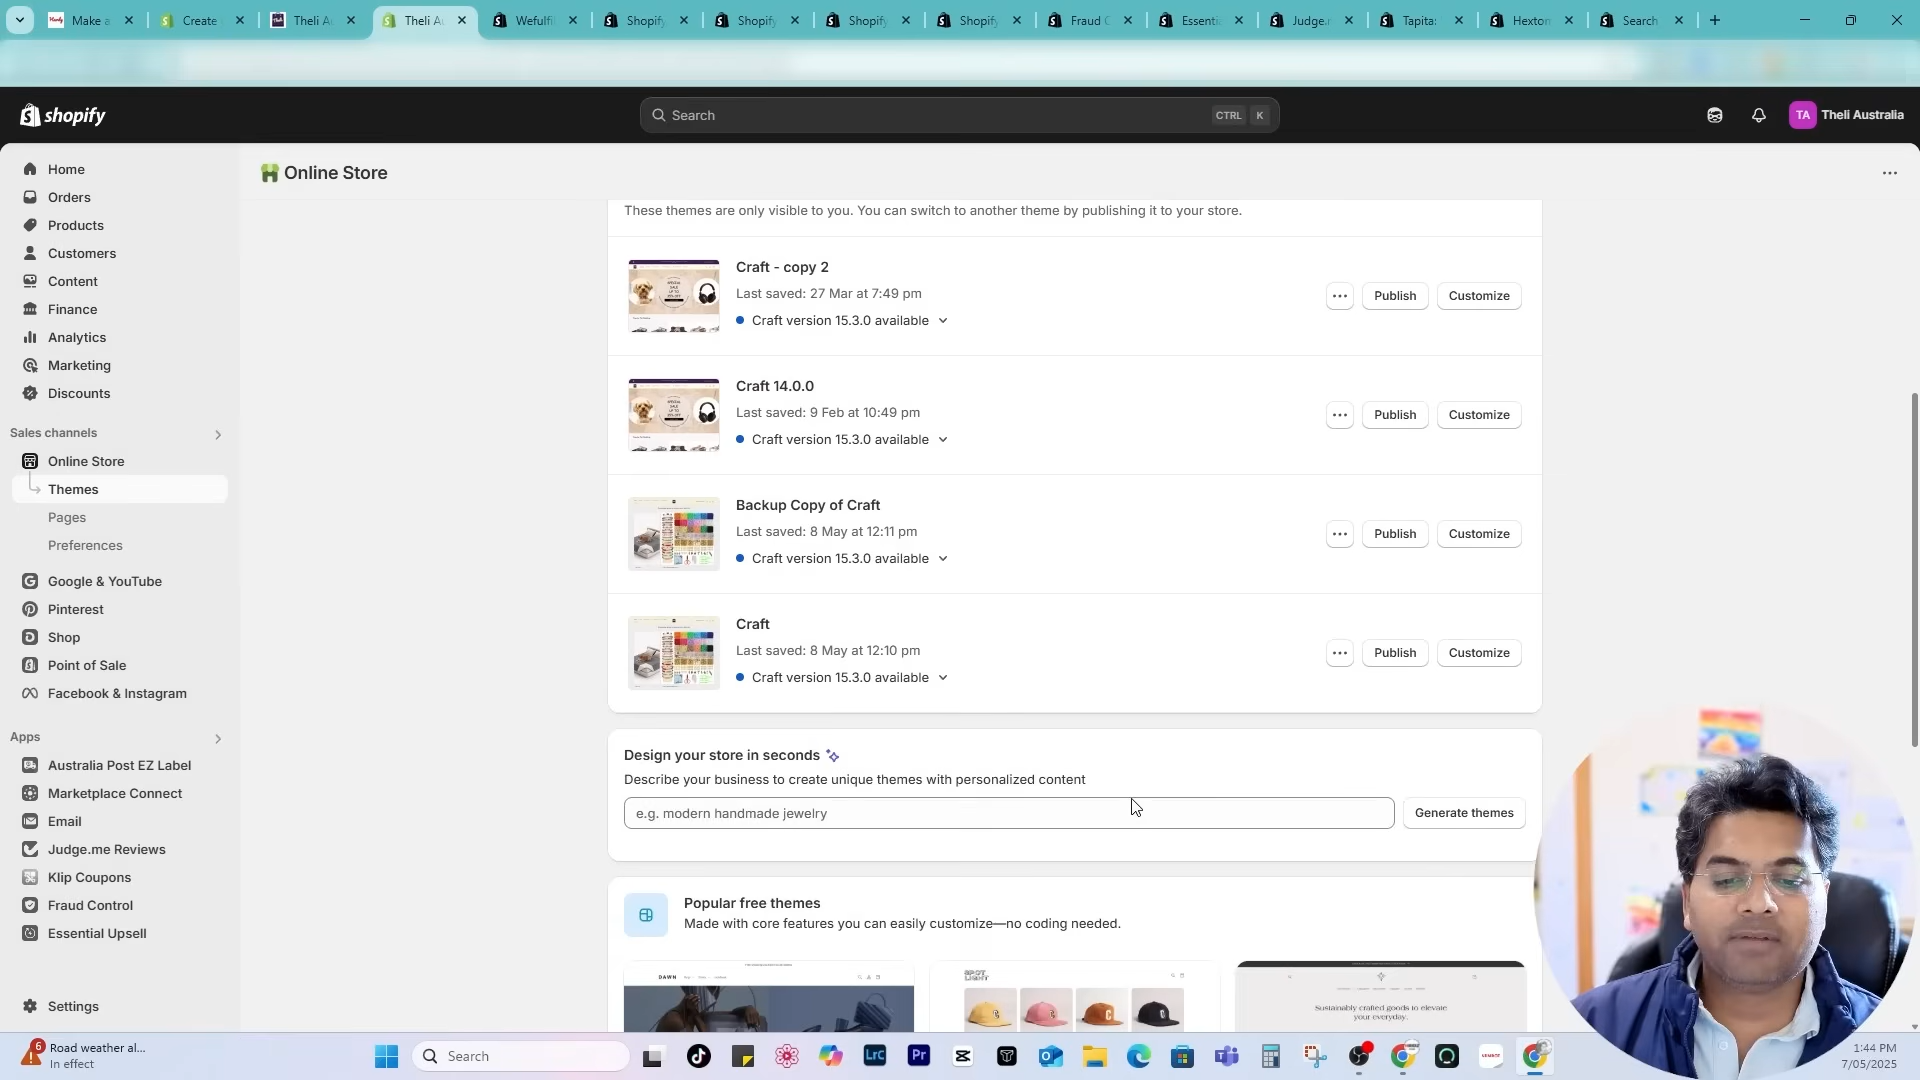 Make a
Create
Theli Au
Theli Au
Wefulfil
Shopify
Shopify
Shopify
Shopify
Fraud C
Essentia
Judge.m
Tapita:
Hexton
Search
shopify
Search
CTRL K
TA
Theli Australia
Home
Orders
Products
Customers
Content
Finance
Analytics
Marketing
Discounts
Sales channels
Online Store
Themes
Pages
Preferences
Google & YouTube
Pinterest
Shop
Point of Sale
Facebook & Instagram
Apps
Australia Post EZ Label
Marketplace Connect
Email
Judge.me Reviews
Klip Coupons
Fraud Control
Essential Upsell
Settings
Online Store
These themes are only visible to you. You can switch to another theme by publishing it to your store.
Craft - copy 2
Last saved: 27 Mar at 7:49 pm
Craft version 15.3.0 available
Publish
Customize
Craft 14.0.0
Last saved: 9 Feb at 10:49 pm
Craft version 15.3.0 available
Publish
Customize
Backup Copy of Craft
Last saved: 8 May at 12:11 pm
Craft version 15.3.0 available
Publish
Customize
Craft
Last saved: 8 May at 12:10 pm
Craft version 15.3.0 available
Publish
Customize
Design your store in seconds
Describe your business to create unique themes with personalized content
e.g. modern handmade jewelry
Generate themes
Popular free themes
Made with core features you can easily customize—no coding needed.
DAWN
SPOTLIGHT
Sustainably crafted goods to elevate
your everyday.
6
Road weather al...
In effect
Search
LrC
Pr
1:44 PM
7/05/2025